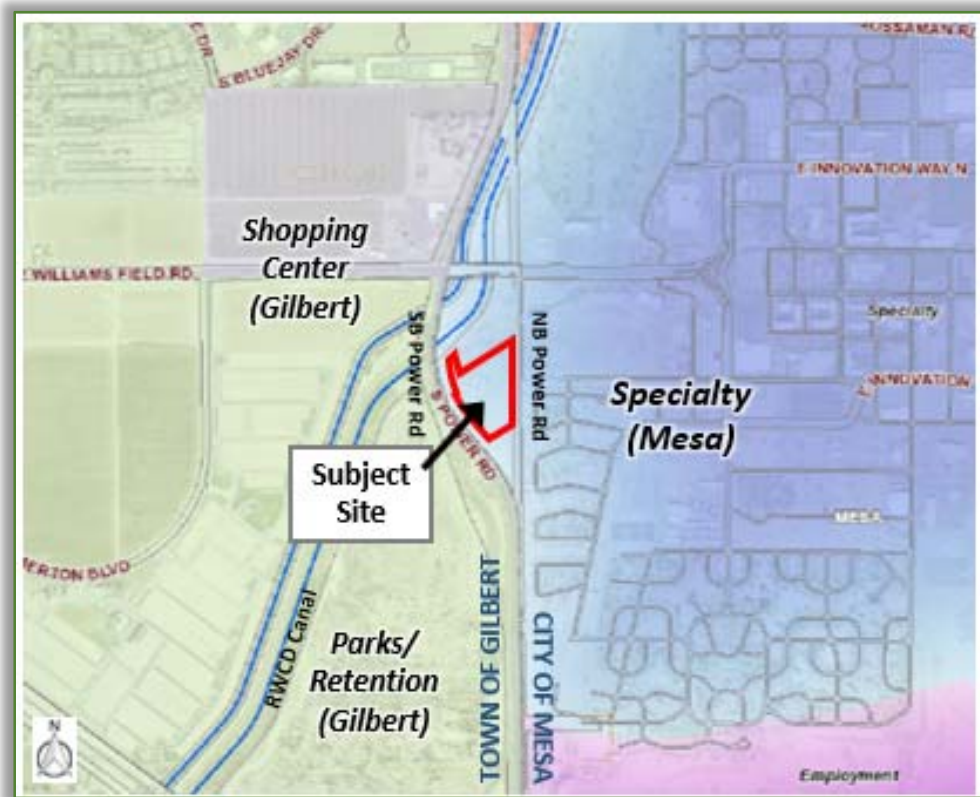 S BLUEJAY DR
E INNOVATION WAY N
Shopping
Center
(Gilbert)
WILLIAMS FIELD RD
Specialty
SB Power Rd
NB Power Rd
S POWER RD
Specialty
(Mesa)
Subject
Site
MESA
RWCD Canal
Parks/
Retention
(Gilbert)
TOWN OF GILBERT
CITY OF MESA
N
Employment